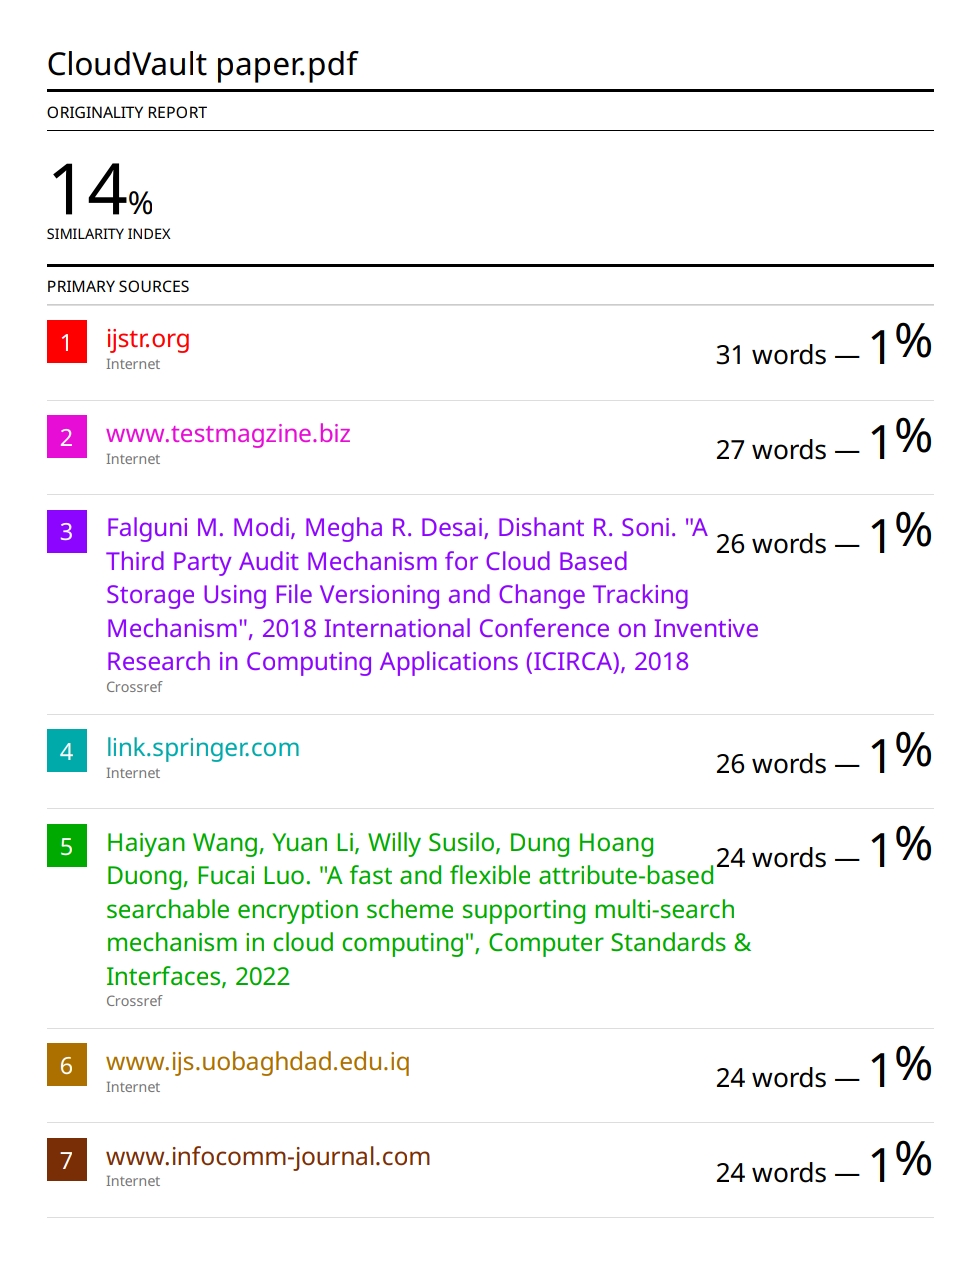 CloudVault paper.pdf
ORIGINALITY REPORT
14%
SIMILARITY INDEX
PRIMARY SOURCES
1
ijstr.org
Internet
31 words — 1%
2
www.testmagzine.biz
Internet
27 words — 1%
3
Falguni M. Modi, Megha R. Desai, Dishant R. Soni. "A
Third Party Audit Mechanism for Cloud Based
Storage Using File Versioning and Change Tracking
Mechanism", 2018 International Conference on Inventive
Research in Computing Applications (ICIRCA), 2018
Crossref
26 words — 1%
4
link.springer.com
Internet
26 words — 1%
5
Haiyan Wang, Yuan Li, Willy Susilo, Dung Hoang
Duong, Fucai Luo. "A fast and flexible attribute-based
searchable encryption scheme supporting multi-search
mechanism in cloud computing", Computer Standards &
Interfaces, 2022
Crossref
24 words — 1%
6
www.ijs.uobaghdad.edu.iq
Internet
24 words — 1%
7
www.infocomm-journal.com
Internet
24 words — 1%